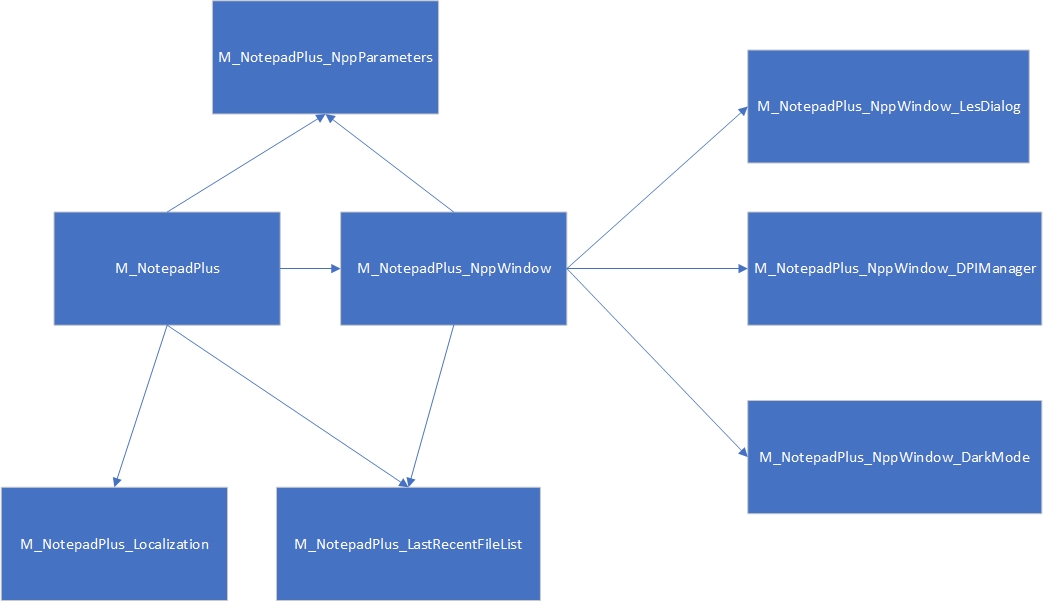 M_NotepadPlus_NppParameters
M_NotepadPlus_NppWindow_LesDialog
M_NotepadPlus
M_NotepadPlus_NppWindow
M_NotepadPlus_NppWindow_DPIManager
M_NotepadPlus_NppWindow_DarkMode
M_NotepadPlus_Localization
M_NotepadPlus_LastRecentFileList